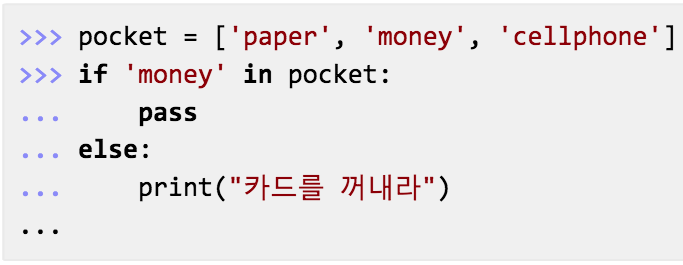 >>> pocket = ['paper', 'money', 'cellphone']
>>> if 'money' in pocket:
...     pass
... else:
...     print("카드를 꺼내라")
...